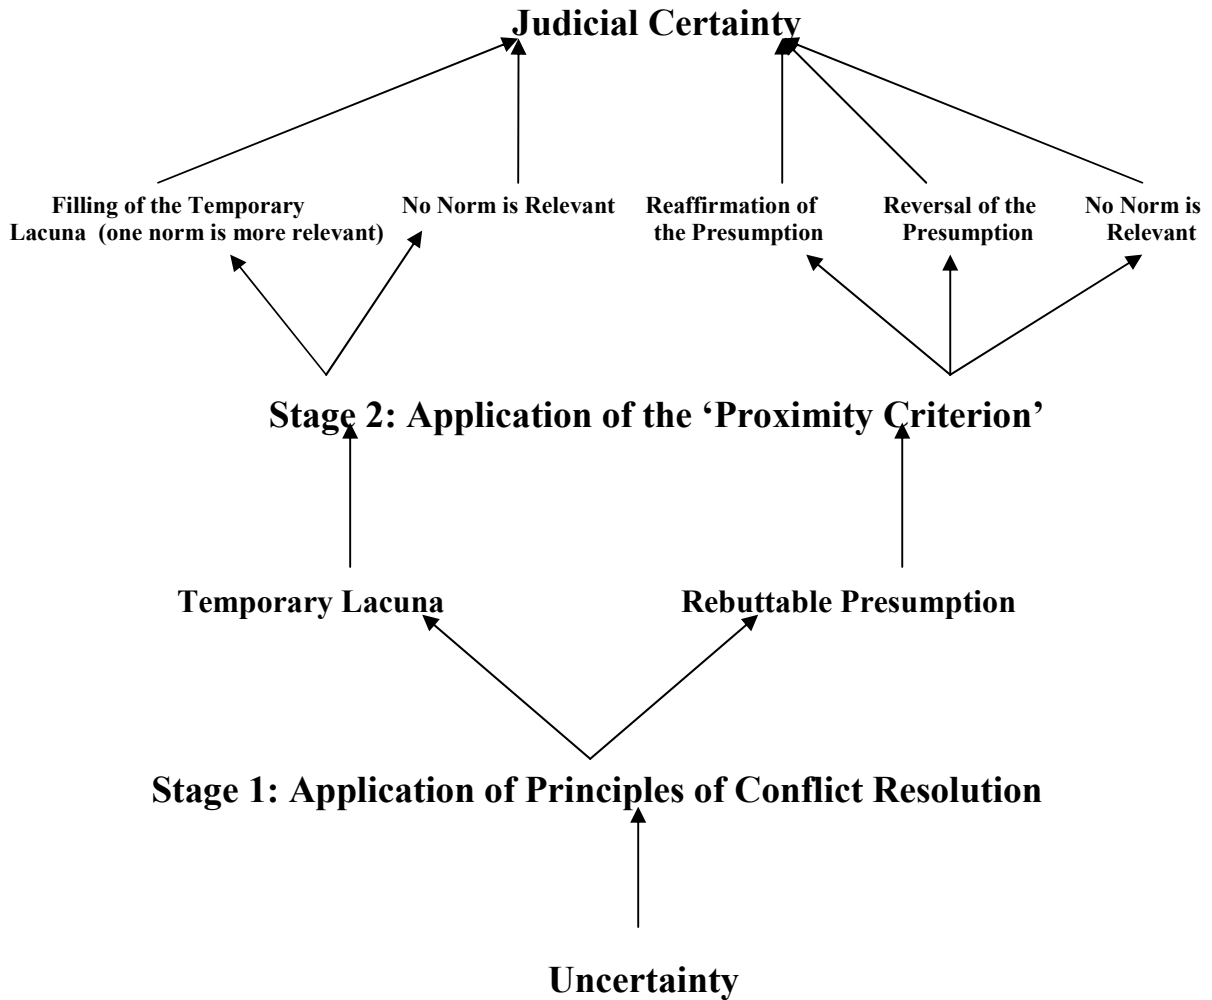 Judicial Certainty
Filling of the Temporary
Lacuna (one norm is more relevant)
No Norm is Relevant
Reaffirmation of
the Presumption
Reversal of the
Presumption
No Norm is
Relevant
Stage 2: Application of the ‘Proximity Criterion’
Temporary Lacuna
Rebuttable Presumption
Stage 1: Application of Principles of Conflict Resolution
Uncertainty